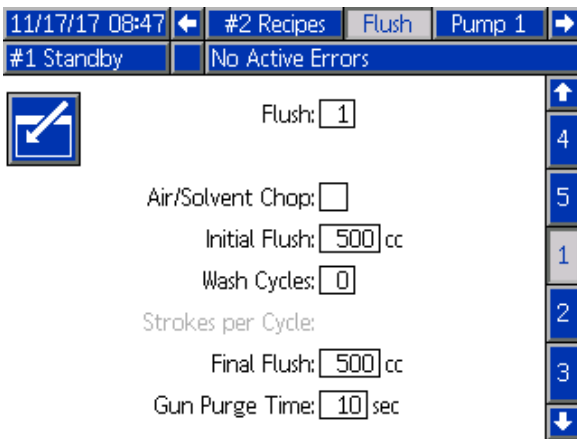 11/17/17 08:47 #2 Recipes Flush Pump 1
#1 Standby No Active Errors
Flush: 1
4
Air/Solvent Chop: 5
Initial Flush: 500 cc
1
Wash Cycles: 0
Strokes per Cycle: 2
Final Flush: 500 cc 3
Gun Purge Time: 10 sec